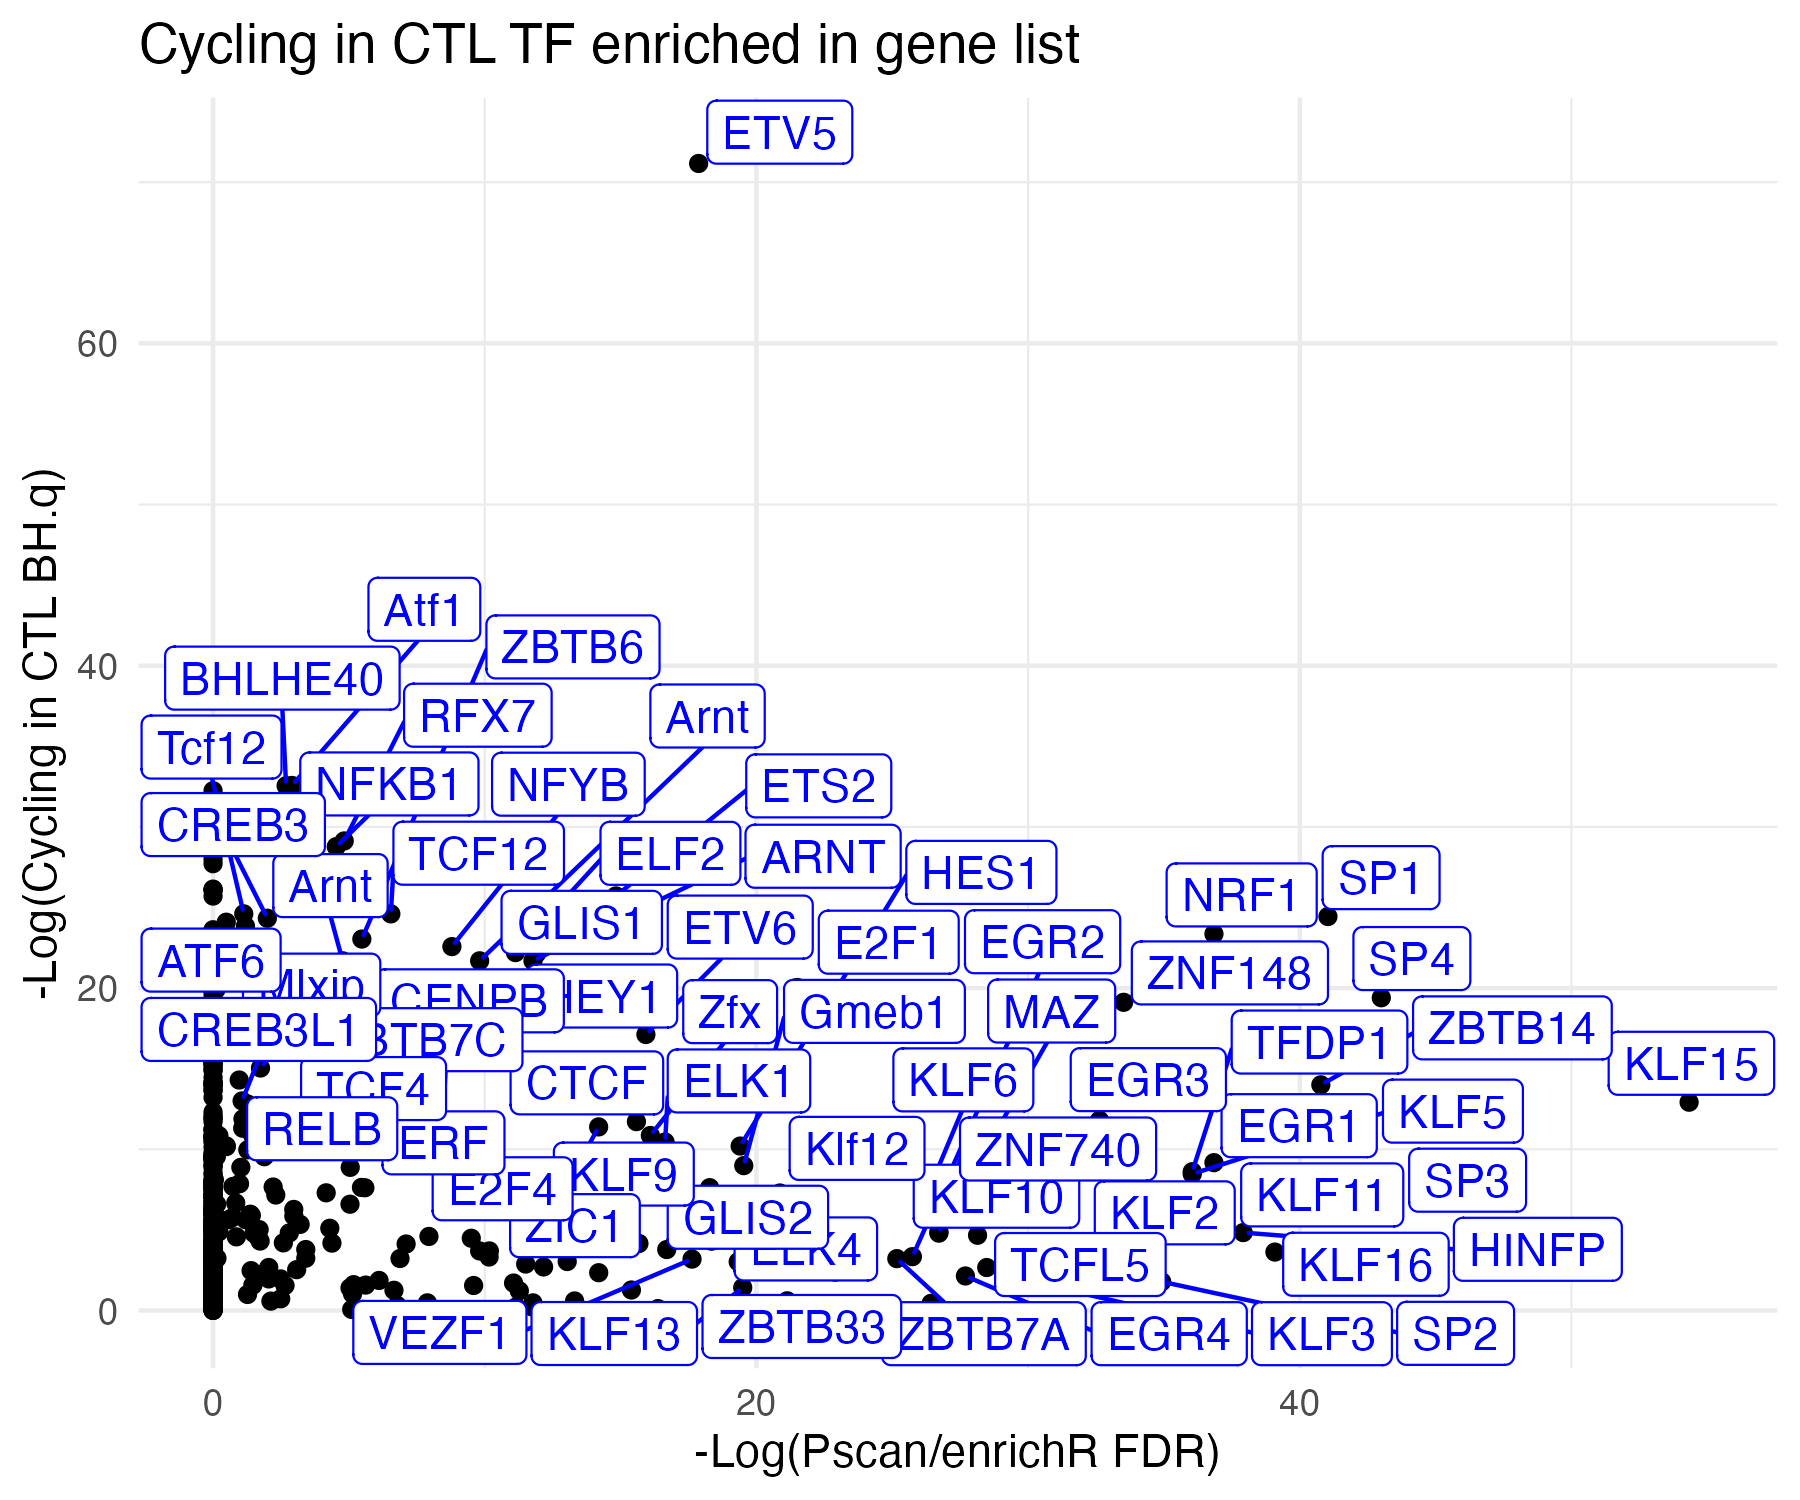 Cycling in CTL TF enriched in gene list
ETV5
60
Atf1
ZBTB6
40
BHLHE40
RFX7
Arnt
Tcf12
NFKB1
NFYB
ETS2
CREB3
TCF12
ELF2
ARNT
HES1
Arnt
NRF1
SP1
GLIS1
ETV6
E2F1
EGR2
ATF6
ZNF148
SP4
20
Mlxip
CENPB
HEY1
Zfx
Gmeb1
MAZ
CREB3L1
BTB7C
TFDP1
ZBTB14
KLF15
TCF4
CTCF
ELK1
KLF6
EGR3
RELB
ERF
Klf12
ZNF740
EGR1
KLF5
E2F4
KLF9
KLF10
KLF2
KLF11
SP3
ZIC1
GLIS2
ELK4
TCFL5
KLF16
HINFP
0
VEZF1
KLF13
ZBTB33
ZBTB7A
EGR4
KLF3
SP2
0
20
40
-Log(Pscan/enrichR FDR)
-Log(Cycling in CTL BH.q)